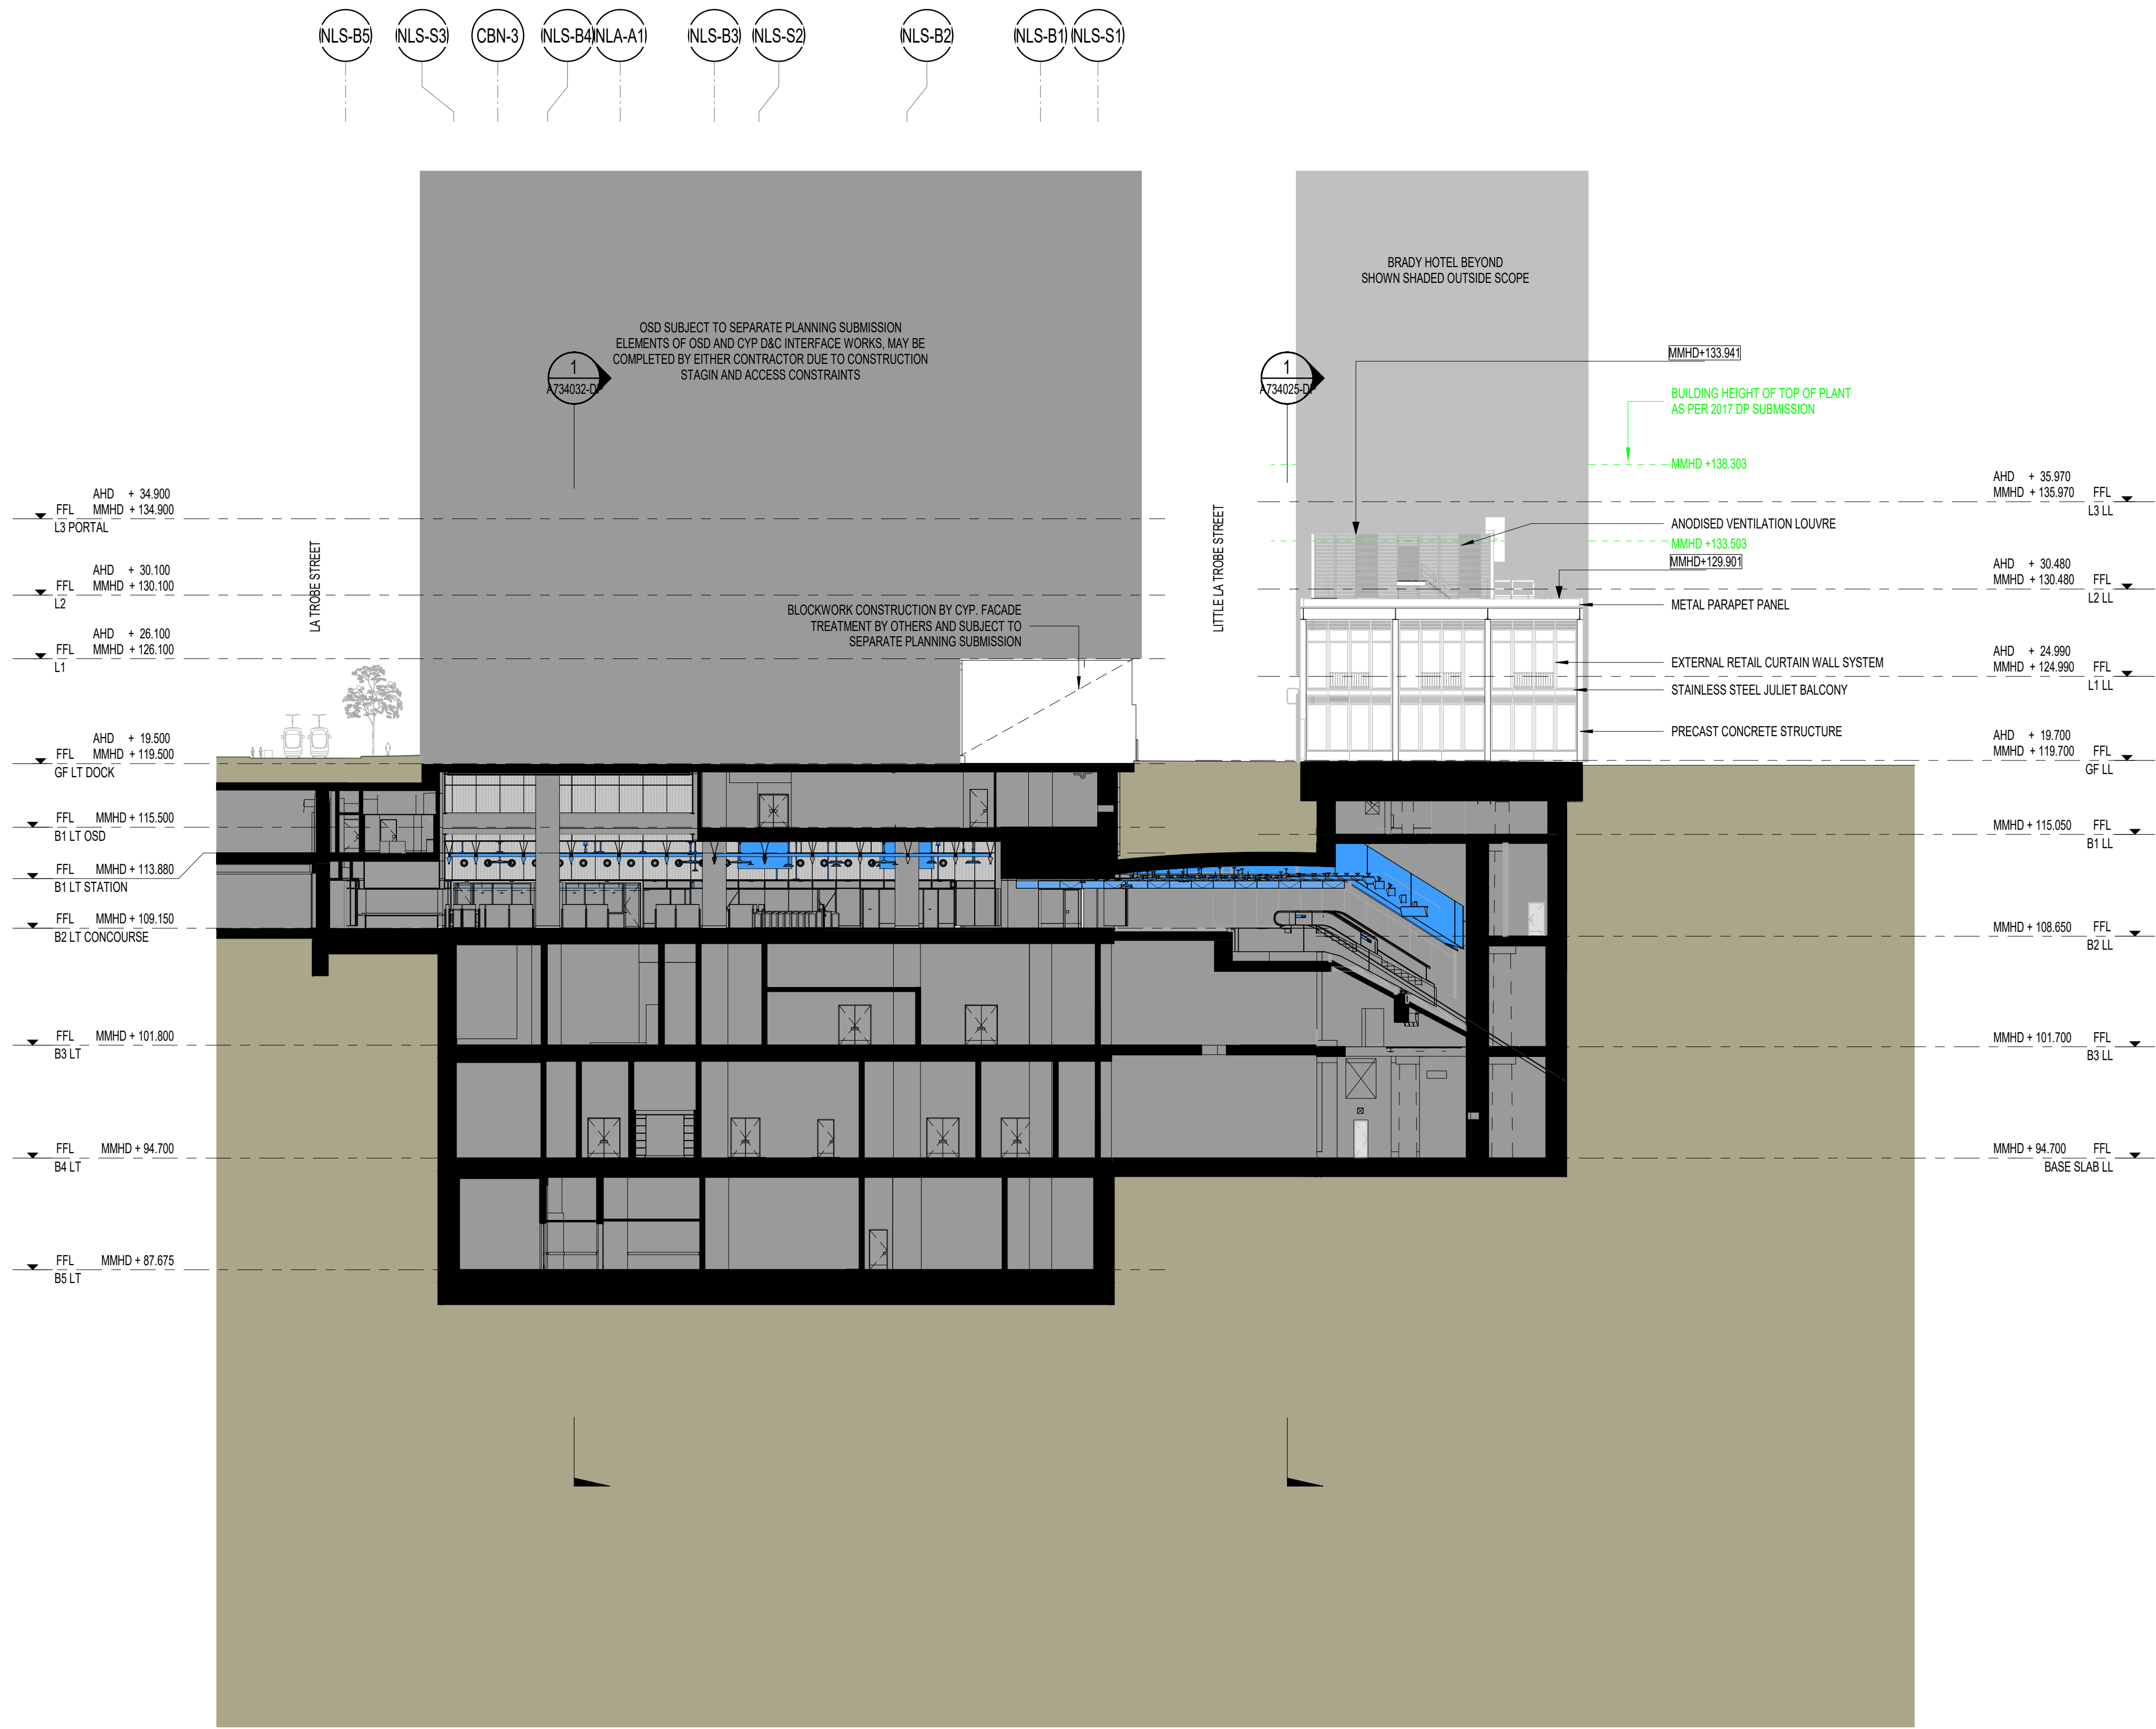 NLS-B5 NLS-S3 CBN-3 NLS-B4 NLA-A1 NLS-B3 NLS-S2 NLS-B2 NLS-B1 NLS-S1
BRADY HOTEL BEYOND
SHOWN SHADED OUTSIDE SCOPE
OSD SUBJECT TO SEPARATE PLANNING SUBMISSION
ELEMENTS OF OSD AND CYP D&C INTERFACE WORKS, MAY BE
COMPLETED BY EITHER CONTRACTOR DUE TO CONSTRUCTION
STAGIN AND ACCESS CONSTRAINTS
1
A734032-DP
1
A734025-DP
MMHD+133.941
BUILDING HEIGHT OF TOP OF PLANT
AS PER 2017 DP SUBMISSION
MMHD +138.303
ANODISED VENTILATION LOUVRE
MMHD +133.503
MMHD+129.901
METAL PARAPET PANEL
EXTERNAL RETAIL CURTAIN WALL SYSTEM
STAINLESS STEEL JULIET BALCONY
PRECAST CONCRETE STRUCTURE
LA TROBE STREET
LITTLE LA TROBE STREET
BLOCKWORK CONSTRUCTION BY CYP. FACADE
TREATMENT BY OTHERS AND SUBJECT TO
SEPARATE PLANNING SUBMISSION
AHD + 34.900
FFL MMHD + 134.900
L3 PORTAL
AHD + 30.100
FFL MMHD + 130.100
L2
AHD + 26.100
FFL MMHD + 126.100
L1
AHD + 19.500
FFL MMHD + 119.500
GF LT DOCK
FFL MMHD + 115.500
B1 LT OSD
FFL MMHD + 113.880
B1 LT STATION
FFL MMHD + 109.150
B2 LT CONCOURSE
FFL MMHD + 101.800
B3 LT
FFL MMHD + 94.700
B4 LT
FFL MMHD + 87.675
B5 LT
AHD + 35.970
MMHD + 135.970 FFL
L3 LL
AHD + 30.480
MMHD + 130.480 FFL
L2 LL
AHD + 24.990
MMHD + 124.990 FFL
L1 LL
AHD + 19.700
MMHD + 119.700 FFL
GF LL
MMHD + 115.050 FFL
B1 LL
MMHD + 108.650 FFL
B2 LL
MMHD + 101.700 FFL
B3 LL
MMHD + 94.700 FFL
BASE SLAB LL